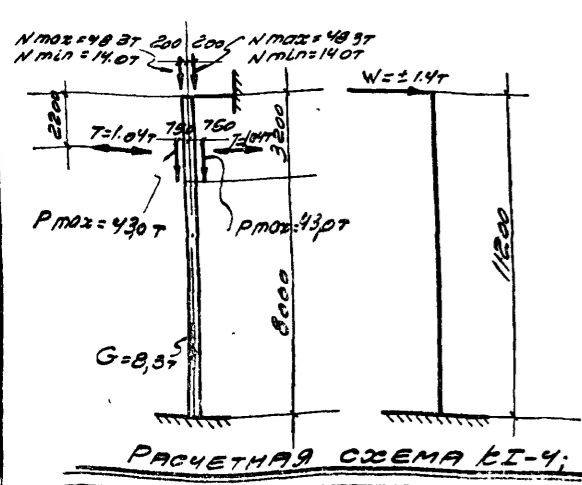 Nmax=48.3т 200 200 Nmax=48.3т
Nmin=14.0т Nmin=14.0т
W=±1.4т
2200
T=1.04т 750 750 T=1.04т
3200
Pmax=43,0т Pmax=43,0т
11200
8000
G=8,3т
РАСЧЕТНАЯ СХЕМА КI-4;